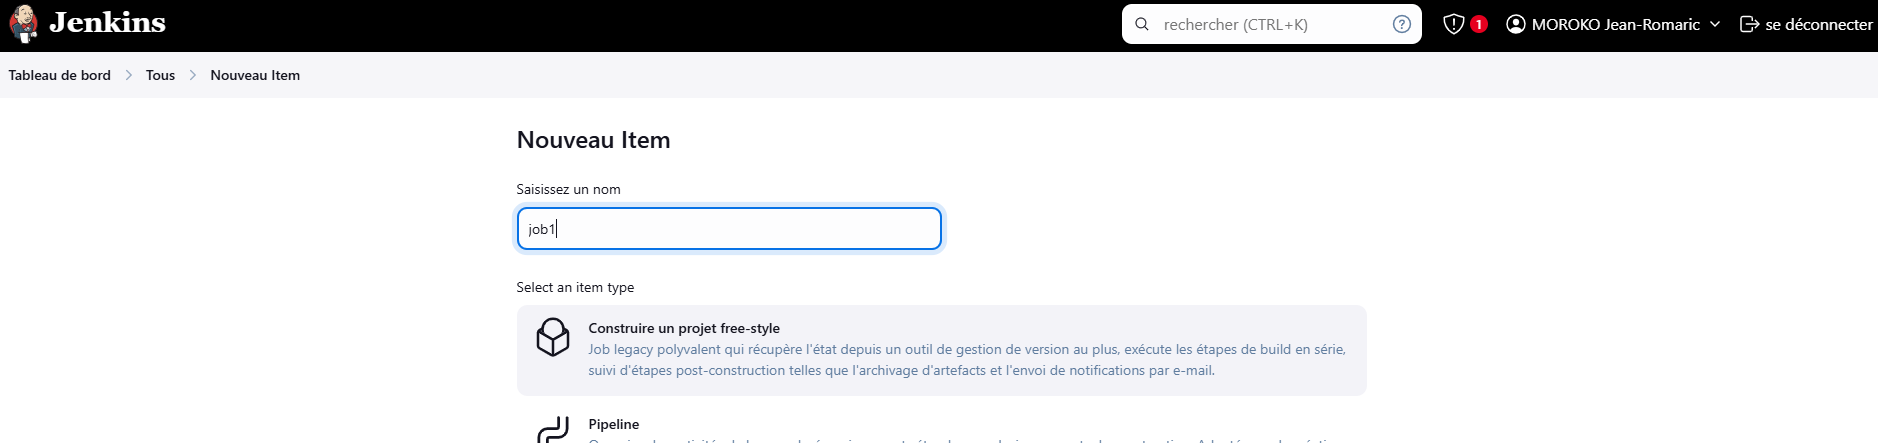 Jenkins
rechercher (CTRL+K)
?
1
MOROKO Jean-Romaric
se déconnecter
Tableau de bord
Tous
Nouveau Item
Nouveau Item
Saisissez un nom
job1
Select an item type
Construire un projet free-style
Job legacy polyvalent qui récupère l'état depuis un outil de gestion de version au plus, exécute les étapes de build en série,
suivi d'étapes post-construction telles que l'archivage d'artefacts et l'envoi de notifications par e-mail.
Pipeline